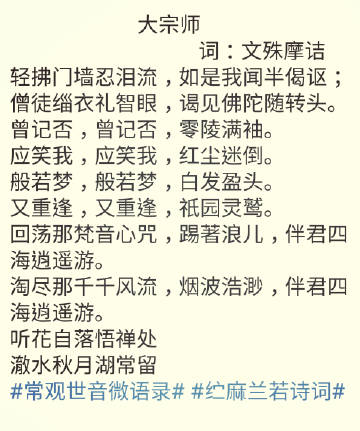 大宗师
词：文殊摩诘
轻拂门墙忍泪流，如是我闻半偈讴；
僧徒缁衣礼智眼，谒见佛陀随转头。
曾记否，曾记否，零陵满袖。
应笑我，应笑我，红尘迷倒。
般若梦，般若梦，白发盈头。
又重逢，又重逢，祇园灵鹫。
回荡那梵音心咒，踢著浪儿，伴君四
海逍遥游。
淘尽那千千风流，烟波浩渺，伴君四
海逍遥游。
听花自落悟禅处
澈水秋月湖常留
#常观世音微语录# #纻麻兰若诗词#